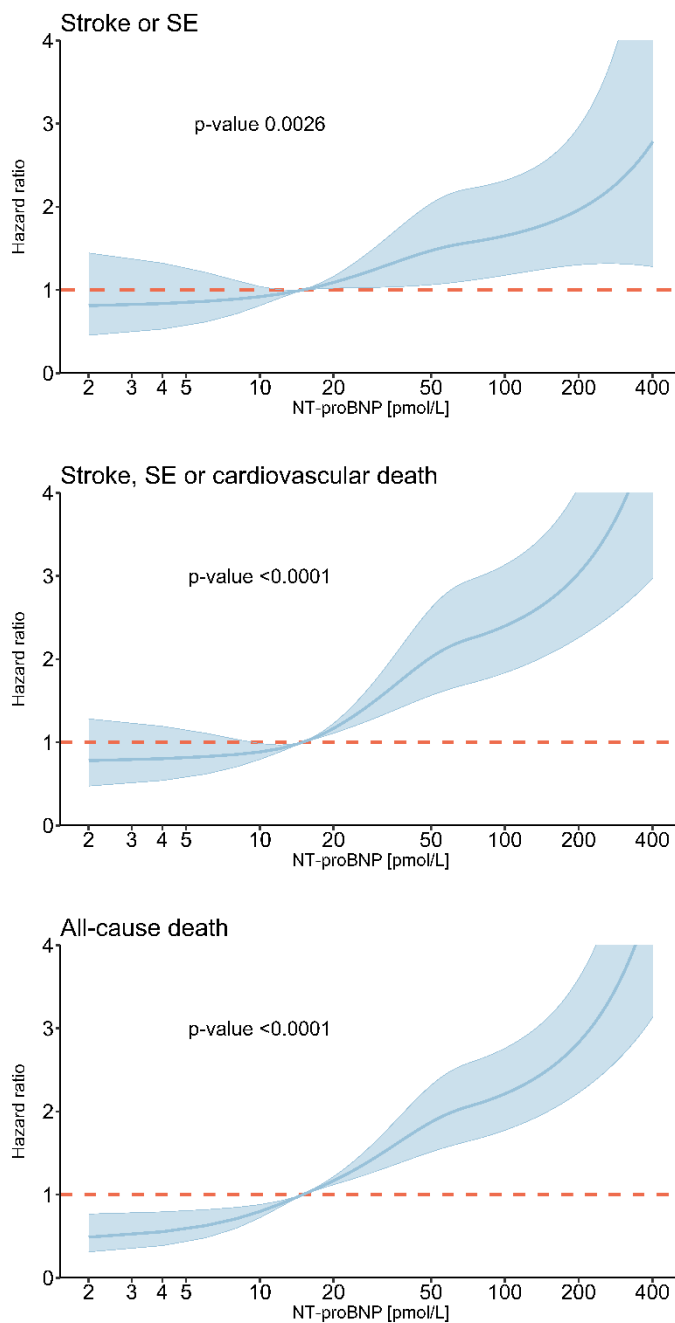 Stroke or SE
4
3
p-value 0.0026
Hazard ratio
2
1
0
2 3 4 5 10 20 50 100 200 400
NT-proBNP [pmol/L]
Stroke, SE or cardiovascular death
4
3
p-value <0.0001
Hazard ratio
2
1
0
2 3 4 5 10 20 50 100 200 400
NT-proBNP [pmol/L]
All-cause death
4
3
p-value <0.0001
Hazard ratio
2
1
0
2 3 4 5 10 20 50 100 200 400
NT-proBNP [pmol/L]